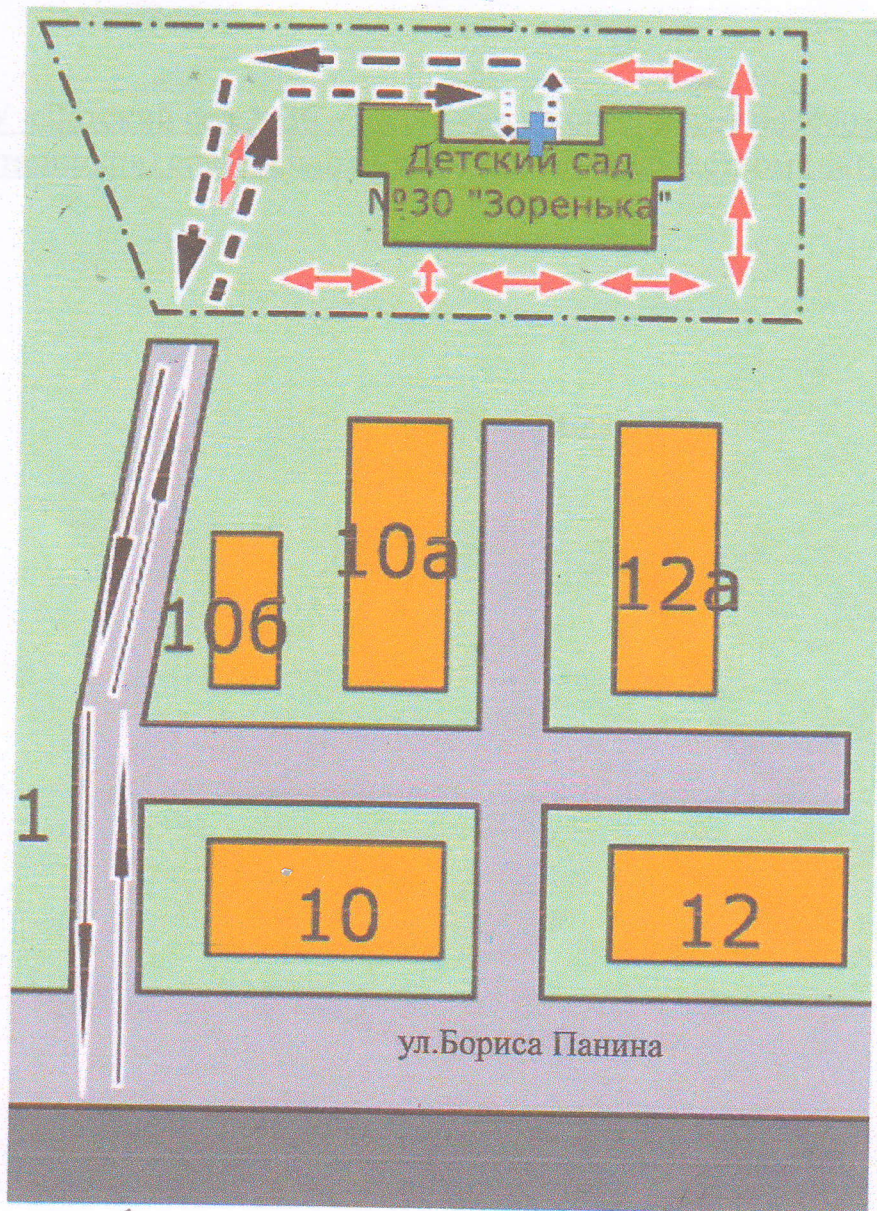 Детский сад
№30 "Зоренька"
10а
12а
10б
1
10
12
ул.Бориса Панина